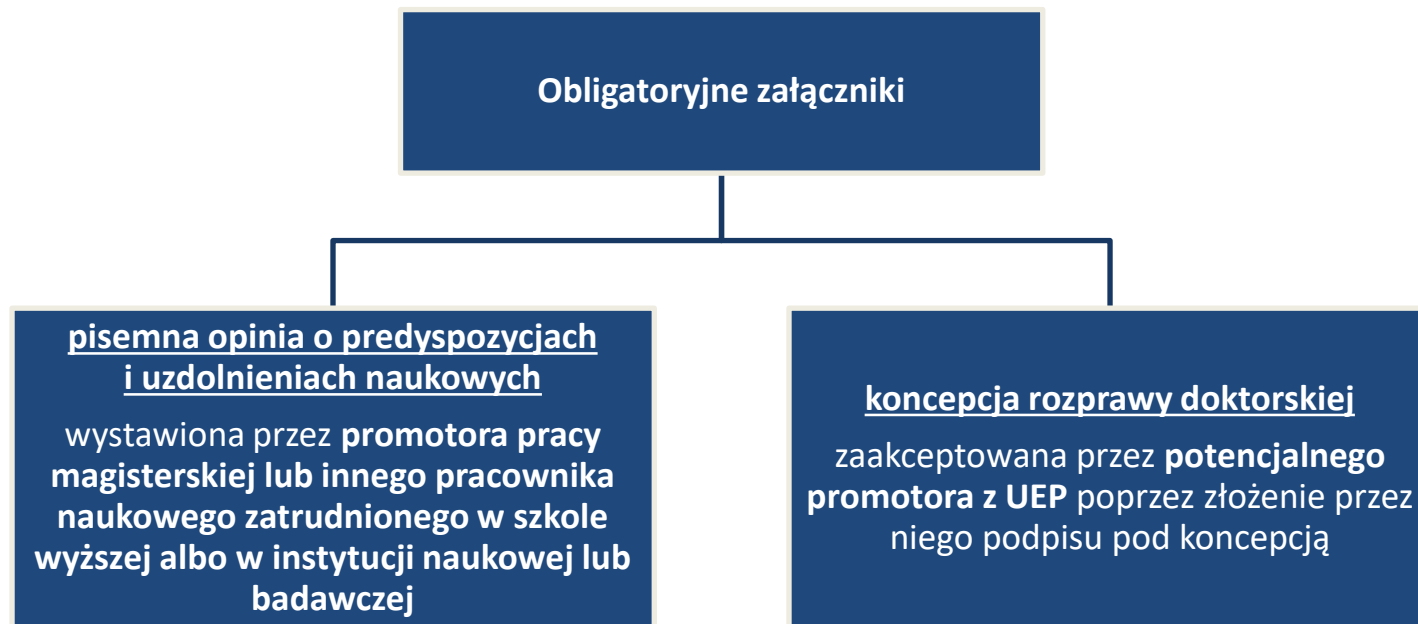 Obligatoryjne załączniki
pisemna opinia o predyspozycjach
i uzdolnieniach naukowych
wystawiona przez promotora pracy
magisterskiej lub innego pracownika
naukowego zatrudnionego w szkole
wyższej albo w instytucji naukowej lub
badawczej
koncepcja rozprawy doktorskiej
zaakceptowana przez potencjalnego
promotora z UEP poprzez złożenie przez
niego podpisu pod koncepcją